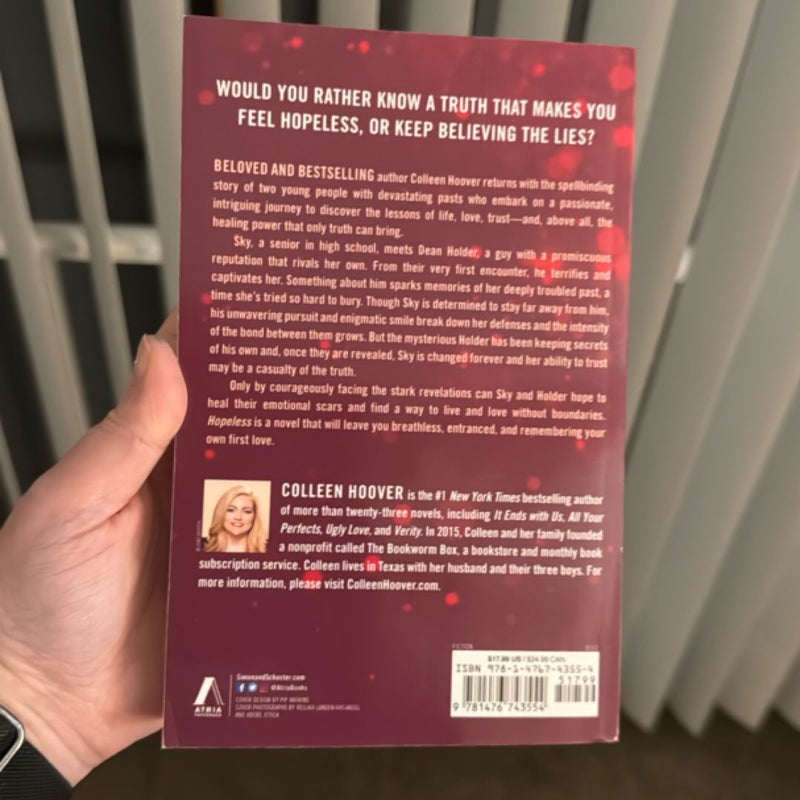 WOULD YOU RATHER KNOW A TRUTH THAT MAKES YOU
FEEL HOPELESS, OR KEEP BELIEVING THE LIES?
BELOVED AND BESTSELLING author Colleen Hoover returns with the spellbinding
story of two young people with devastating pasts who embark on a passionate,
intriguing journey to discover the lessons of life, love, trust—and, above all, the
healing power that only truth can bring.
Sky, a senior in high school, meets Dean Holder, a guy with a promiscuous
reputation that rivals her own. From their very first encounter, he terrifies and
captivates her. Something about him sparks memories of her deeply troubled past, a
time she's tried so hard to bury. Though Sky is determined to stay far away from him,
his unwavering pursuit and enigmatic smile break down her defenses and the intensity
of the bond between them grows. But the mysterious Holder has been keeping secrets
of his own and, once they are revealed, Sky is changed forever and her ability to trust
may be a casualty of the truth.
Only by courageously facing the stark revelations can Sky and Holder hope to
heal their emotional scars and find a way to live and love without boundaries.
Hopeless is a novel that will leave you breathless, entranced, and remembering your
own first love.
COLLEEN HOOVER is the #1 New York Times bestselling author
of more than twenty-three novels, including It Ends with Us, All Your
Perfects, Ugly Love, and Verity. In 2015, Colleen and her family founded
a nonprofit called The Bookworm Box, a bookstore and monthly book
subscription service. Colleen lives in Texas with her husband and their three boys. For
more information, please visit ColleenHoover.com.
FICTION
$17.99 US / $24.99 CAN
ISBN 978-1-4767-4355-4
51799
9 781476 743554
ATRIA
PAPERBACK
SimonandSchuster.com
@AtriaBooks
COVER DESIGN BY PIP WATKINS
COVER PHOTOGRAPHS BY
AND ADOBE STOCK